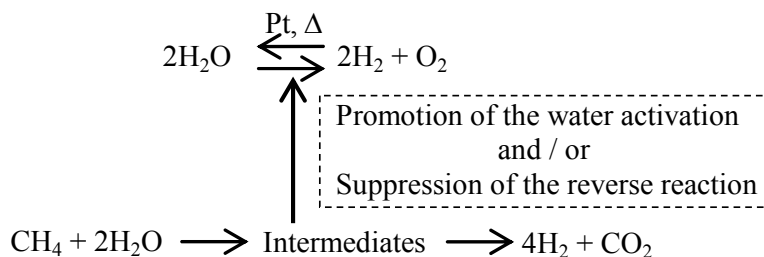 Pt, Δ
2H₂O 2H₂ + O₂
Promotion of the water activation
and / or
Suppression of the reverse reaction
CH₄ + 2H₂O Intermediates 4H₂ + CO₂